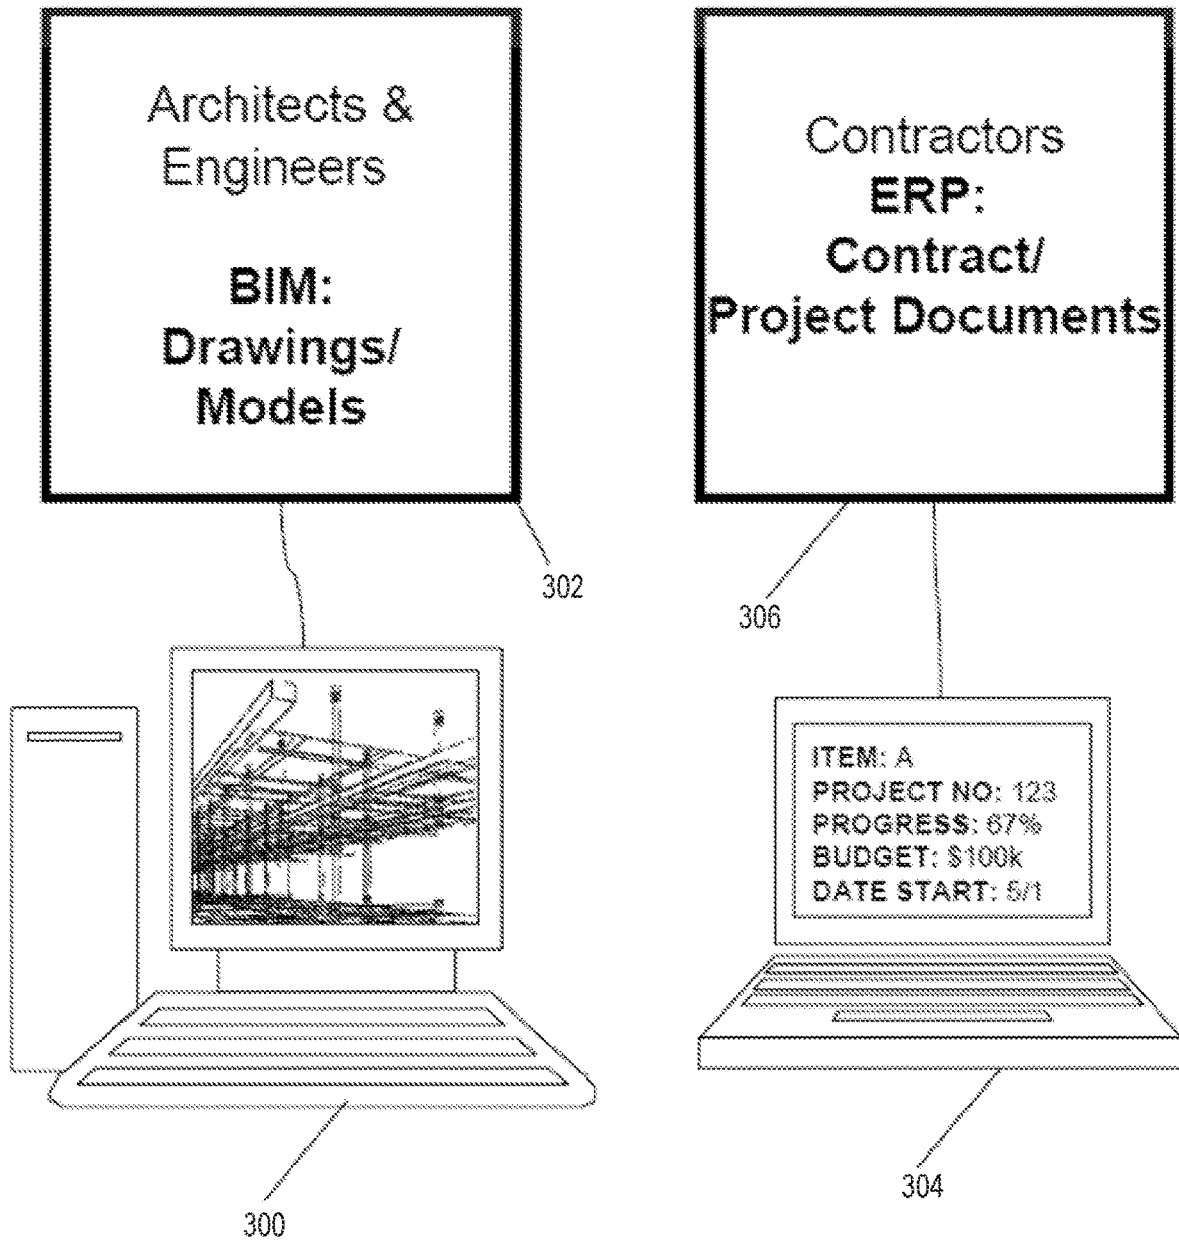 Architects &
Engineers
BIM:
Drawings/
Models
302
300
Contractors
ERP:
Contract/
Project Documents
306
ITEM: A
PROJECT NO: 123
PROGRESS: 67%
BUDGET: $100k
DATE START: 5/1
304